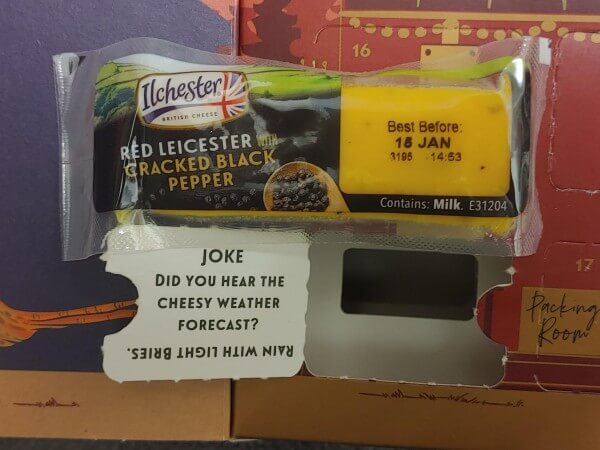 16
Ilchester
BRITISH CHEESE
RED LEICESTER WITH
CRACKED BLACK
PEPPER
Best Before:
15 JAN
3195 14:53
Contains: Milk. E31204
JOKE
DID YOU HEAR THE
CHEESY WEATHER
FORECAST?
RAIN WITH LIGHT BRIES.
17
Packing
Room